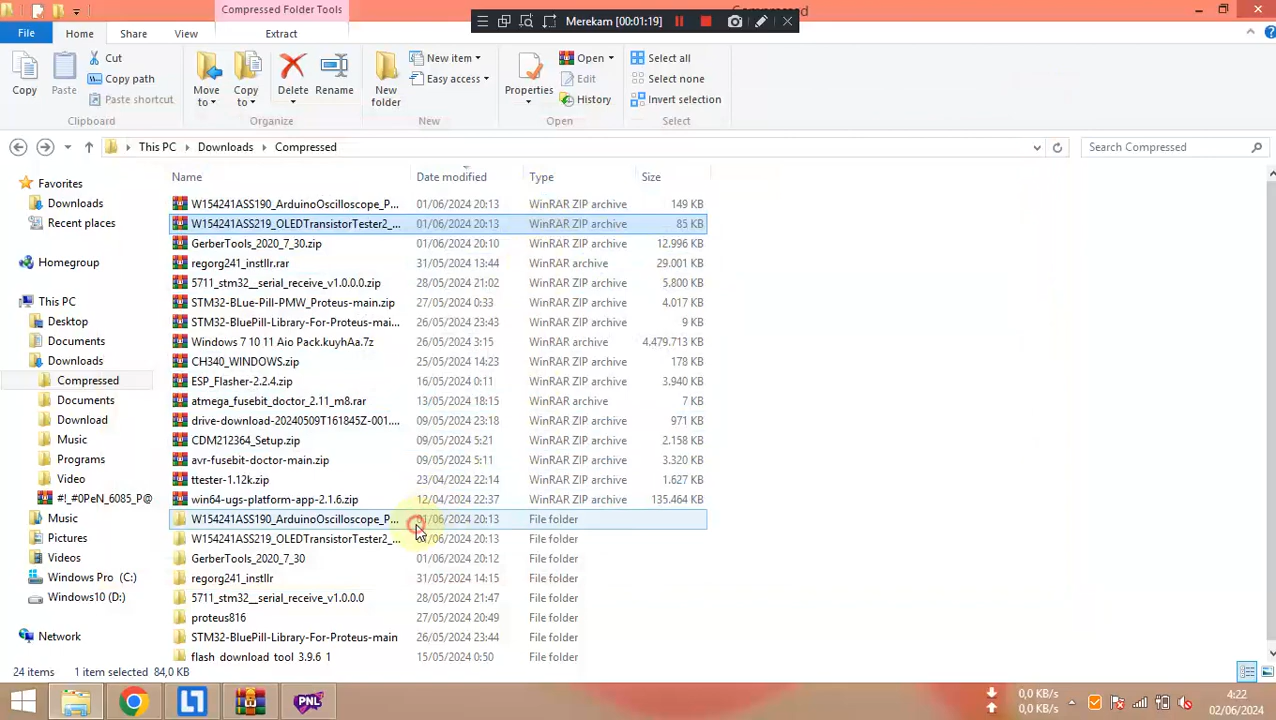 Compressed Folder Tools
Compressed
Merekam [00:01:19]
File
Home
Share
View
Extract
Copy
Paste
Cut
Copy path
Paste shortcut
Clipboard
Move to
Copy to
Delete
Rename
Organize
New folder
New item
Easy access
New
Properties
Open
Edit
History
Open
Select all
Select none
Invert selection
Select
This PC
Downloads
Compressed
Search Compressed
Name
Date modified
Type
Size
Favorites
Downloads
Recent places
Homegroup
This PC
Desktop
Documents
Downloads
Compressed
Documents
Download
Music
Programs
Video
#!_#0PeN_6085_P@
Music
Pictures
Videos
Windows Pro (C:)
Windows10 (D:)
Network
W154241ASS190_ArduinoOscilloscope_P... 01/06/2024 20:13 WinRAR ZIP archive 149 KB
W154241ASS219_OLEDTransistorTester2_... 01/06/2024 20:13 WinRAR ZIP archive 85 KB
GerberTools_2020_7_30.zip 01/06/2024 20:10 WinRAR ZIP archive 12.996 KB
regorg241_instllr.rar 31/05/2024 13:44 WinRAR archive 29.001 KB
5711_stm32__serial_receive_v1.0.0.0.zip 28/05/2024 21:02 WinRAR ZIP archive 5.800 KB
STM32-BLue-Pill-PMW_Proteus-main.zip 27/05/2024 0:33 WinRAR ZIP archive 4.017 KB
STM32-BluePill-Library-For-Proteus-mai... 26/05/2024 23:43 WinRAR ZIP archive 9 KB
Windows 7 10 11 Aio Pack.kuyhAa.7z 26/05/2024 3:15 WinRAR archive 4.479.713 KB
CH340_WINDOWS.zip 25/05/2024 14:23 WinRAR ZIP archive 178 KB
ESP_Flasher-2.2.4.zip 16/05/2024 0:11 WinRAR ZIP archive 3.940 KB
atmega_fusebit_doctor_2.11_m8.rar 13/05/2024 18:15 WinRAR archive 7 KB
drive-download-20240509T161845Z-001.... 09/05/2024 23:18 WinRAR ZIP archive 971 KB
CDM212364_Setup.zip 09/05/2024 5:21 WinRAR ZIP archive 2.158 KB
avr-fusebit-doctor-main.zip 09/05/2024 5:11 WinRAR ZIP archive 3.320 KB
ttester-1.12k.zip 23/04/2024 22:14 WinRAR ZIP archive 1.627 KB
win64-ugs-platform-app-2.1.6.zip 12/04/2024 22:37 WinRAR ZIP archive 135.464 KB
W154241ASS190_ArduinoOscilloscope_P... 01/06/2024 20:13 File folder
W154241ASS219_OLEDTransistorTester2_... 01/06/2024 20:13 File folder
GerberTools_2020_7_30 01/06/2024 20:12 File folder
regorg241_instllr 31/05/2024 14:15 File folder
5711_stm32__serial_receive_v1.0.0.0 28/05/2024 21:47 File folder
proteus816 27/05/2024 20:49 File folder
STM32-BluePill-Library-For-Proteus-main 26/05/2024 23:44 File folder
flash_download_tool_3.9.6_1 15/05/2024 0:50 File folder
24 items 1 item selected 84,0 KB
PNL
0,0 KB/s
0,0 KB/s
4:22
02/06/2024